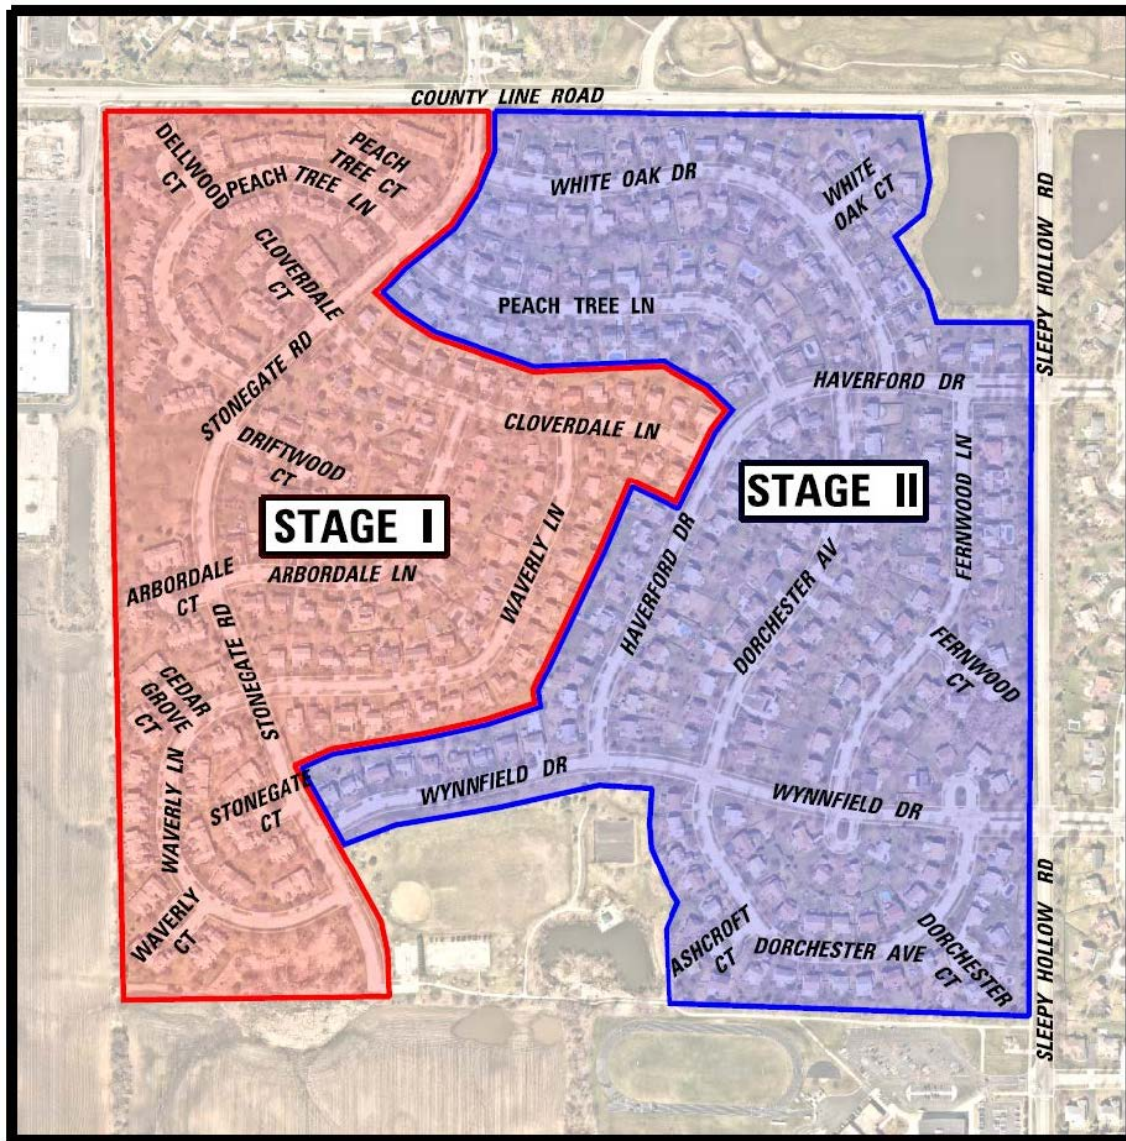 COUNTY LINE ROAD
DELLWOOD
CT
PEACH TREE LN
PEACH
TREE CT
WHITE OAK DR
WHITE
OAK CT
SLEEPY HOLLOW RD
CLOVERDALE
CT
PEACH TREE LN
STONEGATE RD
HAVERFORD DR
CLOVERDALE LN
DRIFTWOOD
CT
STAGE I
STAGE II
FERNWOOD LN
ARBORDALE
CT
ARBORDALE LN
WAVERLY LN
HAVERFORD DR
DORCHESTER AV
STONEGATE RD
FERNWOOD
CT
CEDAR
GROVE
CT
WAVERLY LN
STONEGATE
CT
WYNNFIELD DR
WYNNFIELD DR
WAVERLY
CT
ASHCROFT
CT
DORCHESTER AVE
DORCHESTER
CT
SLEEPY HOLLOW RD